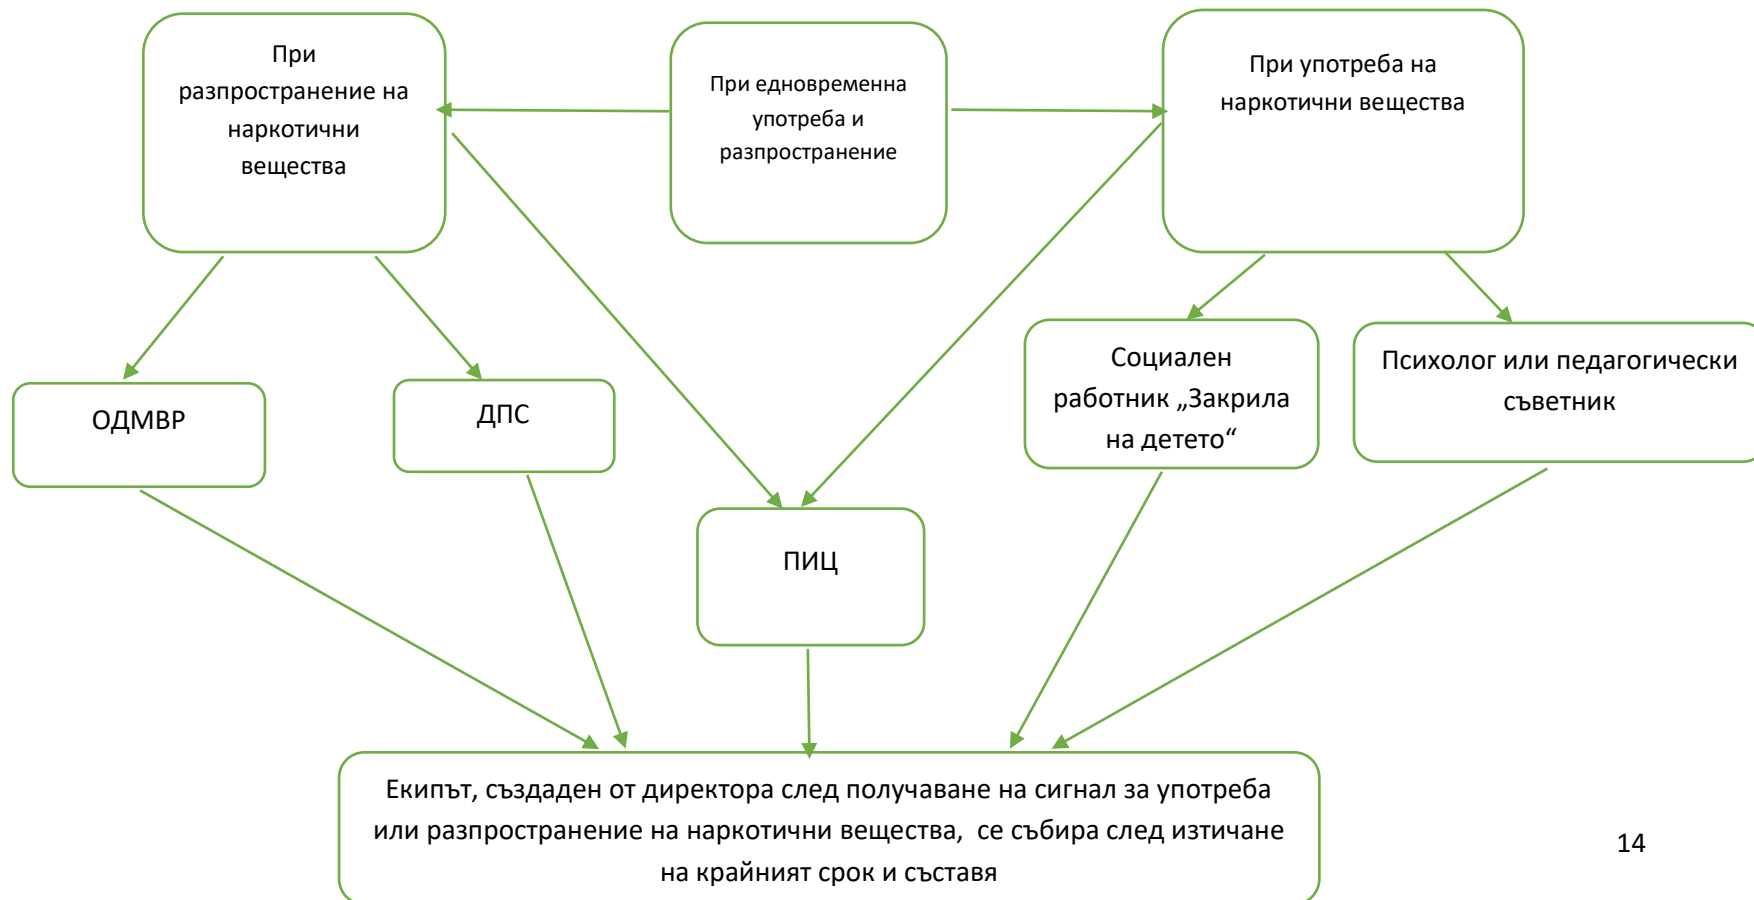 При
разпространение на
наркотични
вещества
При едновременна
употреба и
разпространение
При употреба на
наркотични вещества
ОДМВР
ДПС
Социален
работник „Закрила
на детето“
Психолог или педагогически
съветник
ПИЦ
Екипът, създаден от директора след получаване на сигнал за употреба
или разпространение на наркотични вещества, се събира след изтичане
на крайният срок и съставя
14